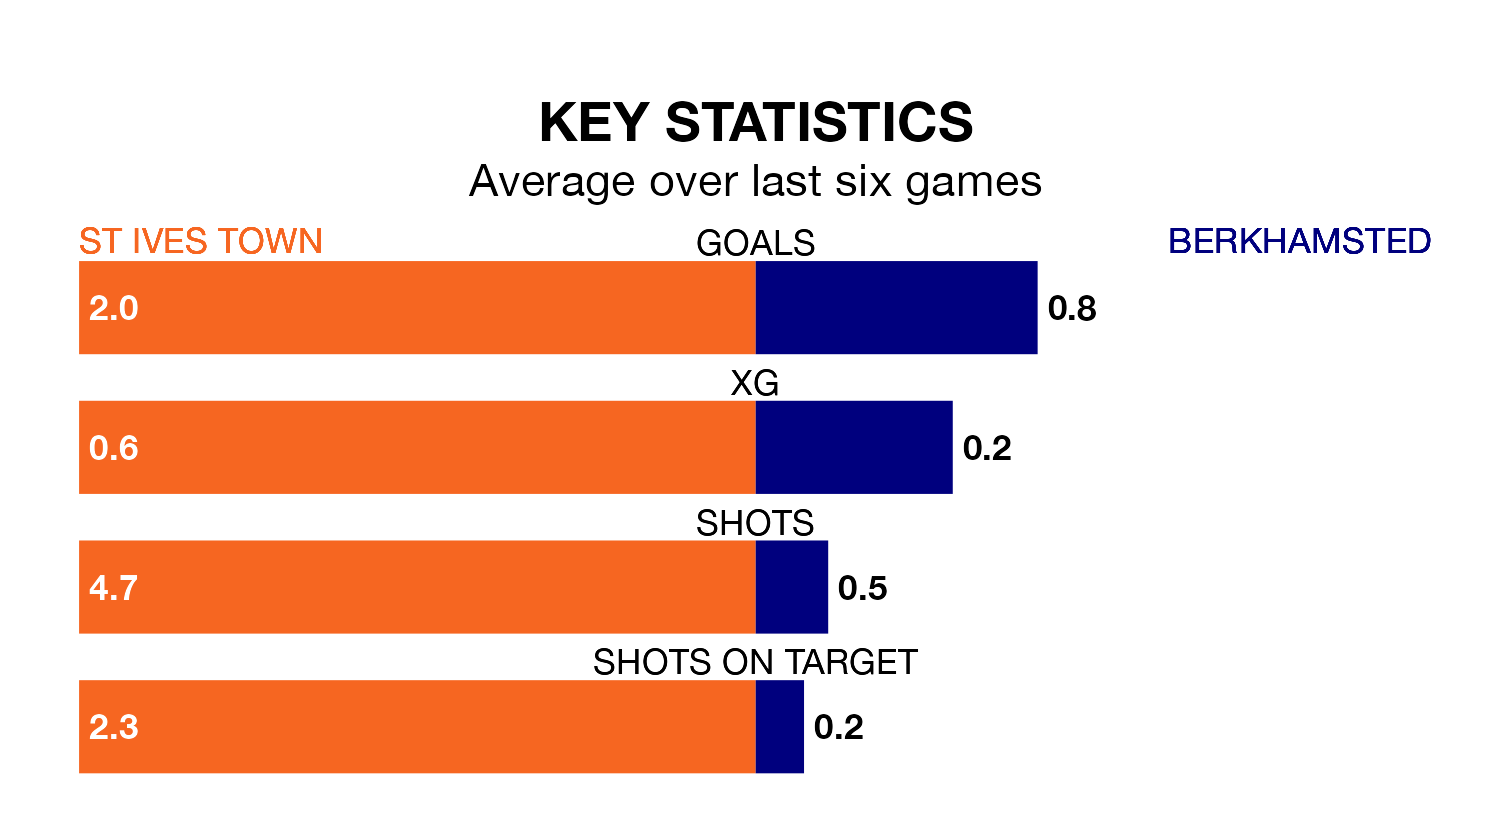 KEY STATISTICS
Average over last six games
ST IVES TOWN GOALS BERKHAMSTED
2.0 0.8
XG
0.6 0.2
SHOTS
4.7 0.5
SHOTS ON TARGET
2.3 0.2